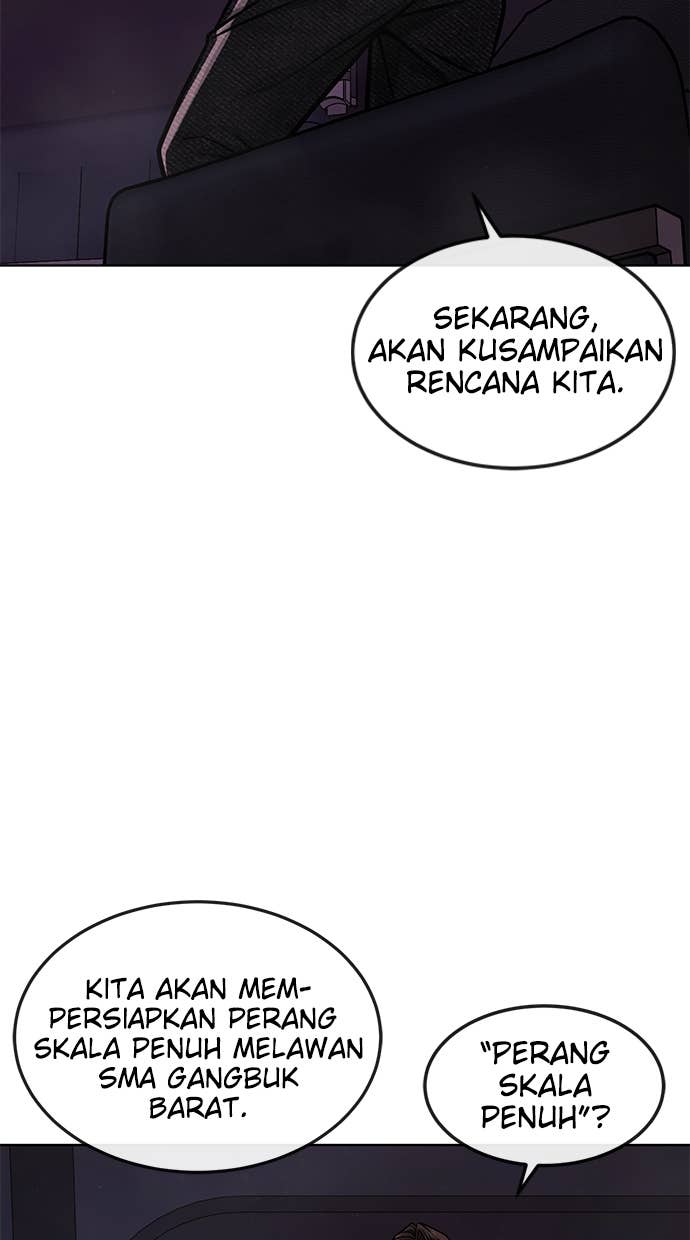 SEKARANG,
AKAN KUSAMPAIKAN
RENCANA KITA.
KITA AKAN MEM-
PERSIAPKAN PERANG
SKALA PENUH MELAWAN
SMA GANGBUK
BARAT.
“PERANG
SKALA
PENUH”?